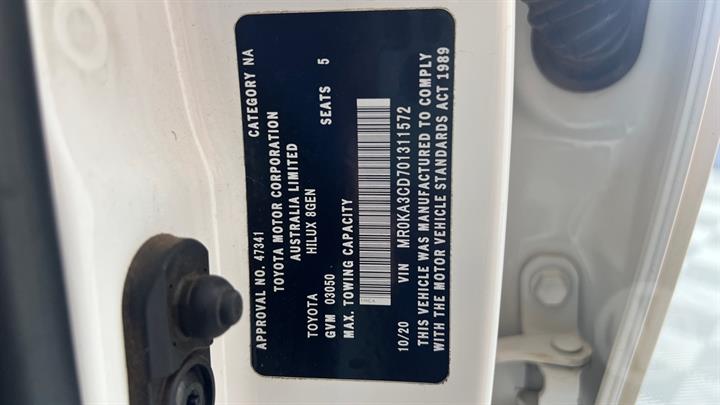 APPROVAL NO. 47341 CATEGORY NA
TOYOTA MOTOR CORPORATION
AUSTRALIA LIMITED
TOYOTA HILUX 8GEN
GVM 03050 SEATS 5
MAX. TOWING CAPACITY
10/20 VIN MR0KA3CD701311572
THIS VEHICLE WAS MANUFACTURED TO COMPLY
WITH THE MOTOR VEHICLE STANDARDS ACT 1989